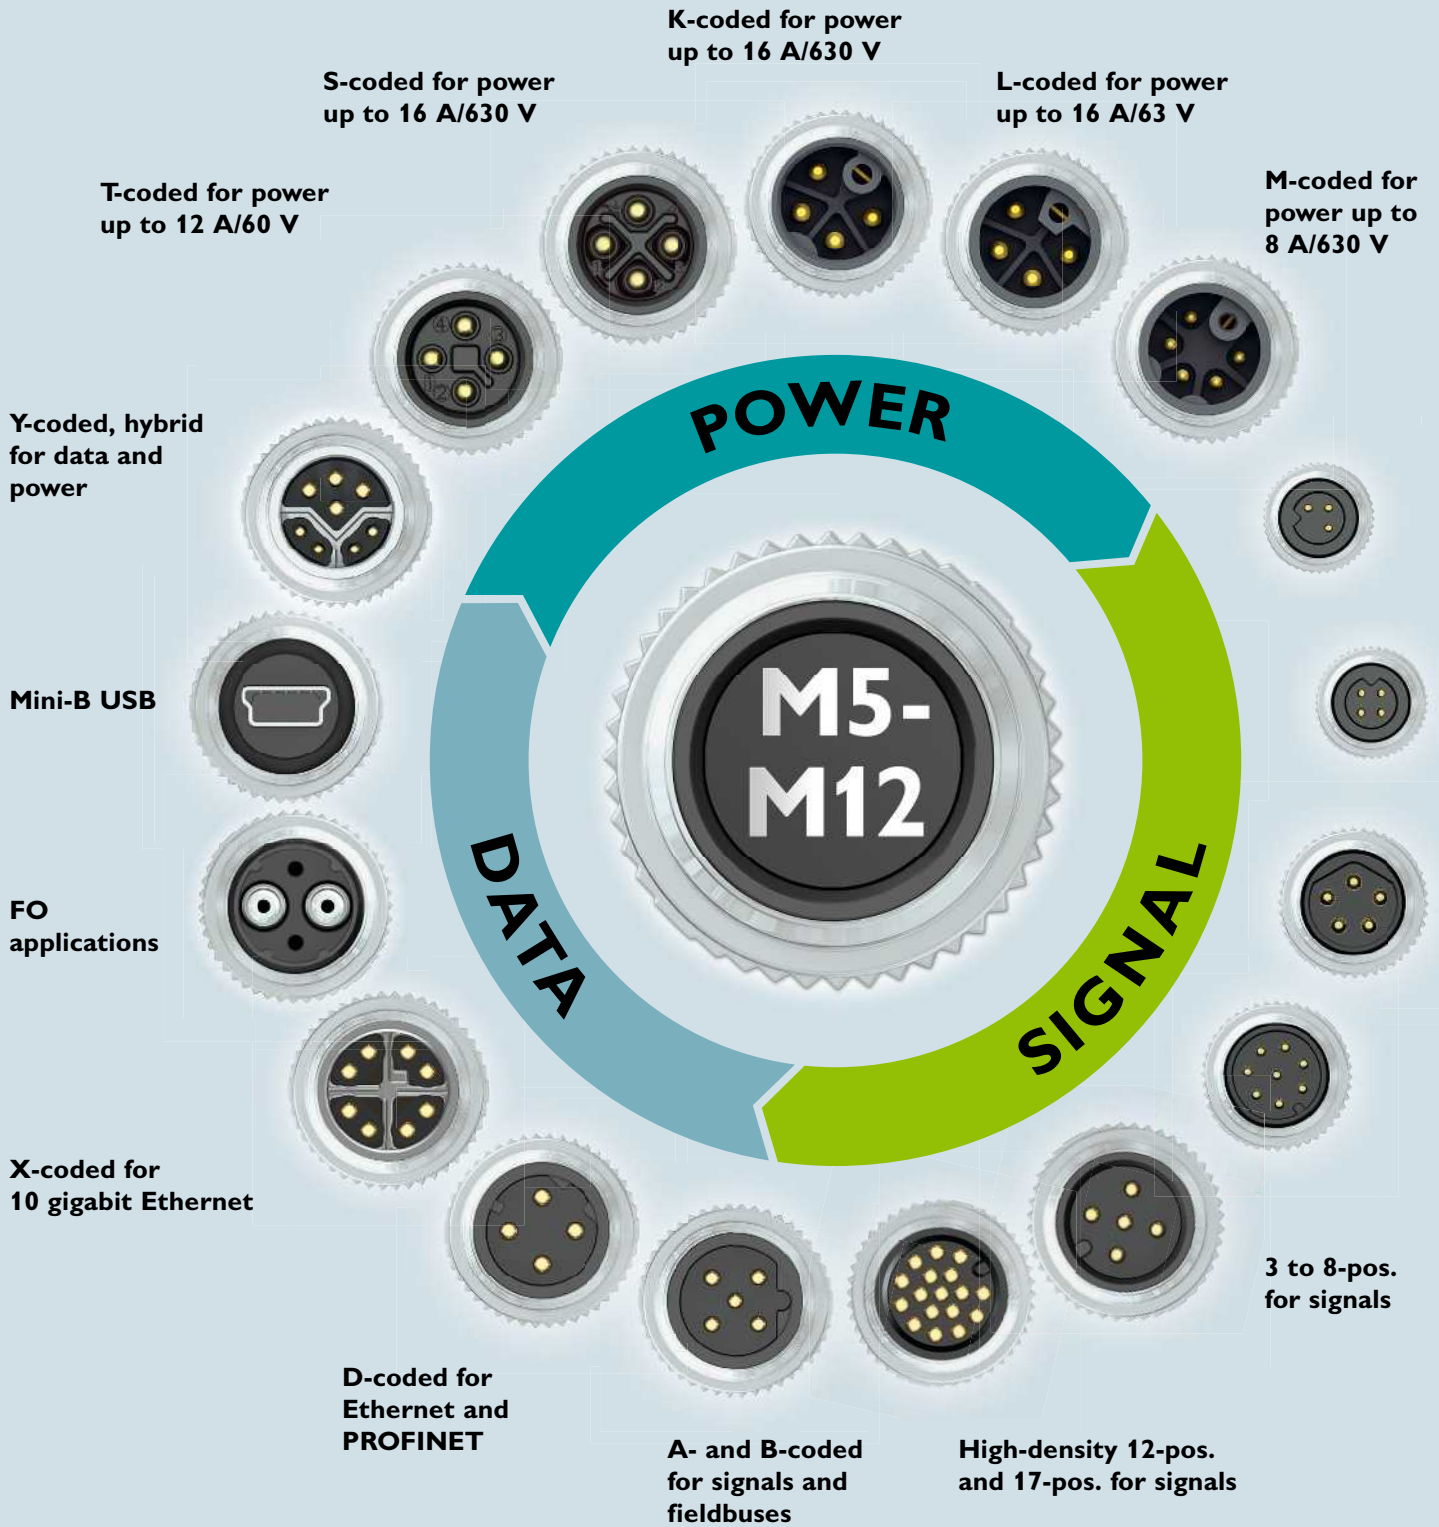 K-coded for power
up to 16 A/630 V
S-coded for power
up to 16 A/630 V
L-coded for power
up to 16 A/63 V
T-coded for power
up to 12 A/60 V
M-coded for
power up to
8 A/630 V
Y-coded, hybrid
for data and
power
POWER
Mini-B USB
M5-
M12
DATA
SIGNAL
FO
applications
X-coded for
10 gigabit Ethernet
3 to 8-pos.
for signals
D-coded for
Ethernet and
PROFINET
A- and B-coded
for signals and
fieldbuses
High-density 12-pos.
and 17-pos. for signals